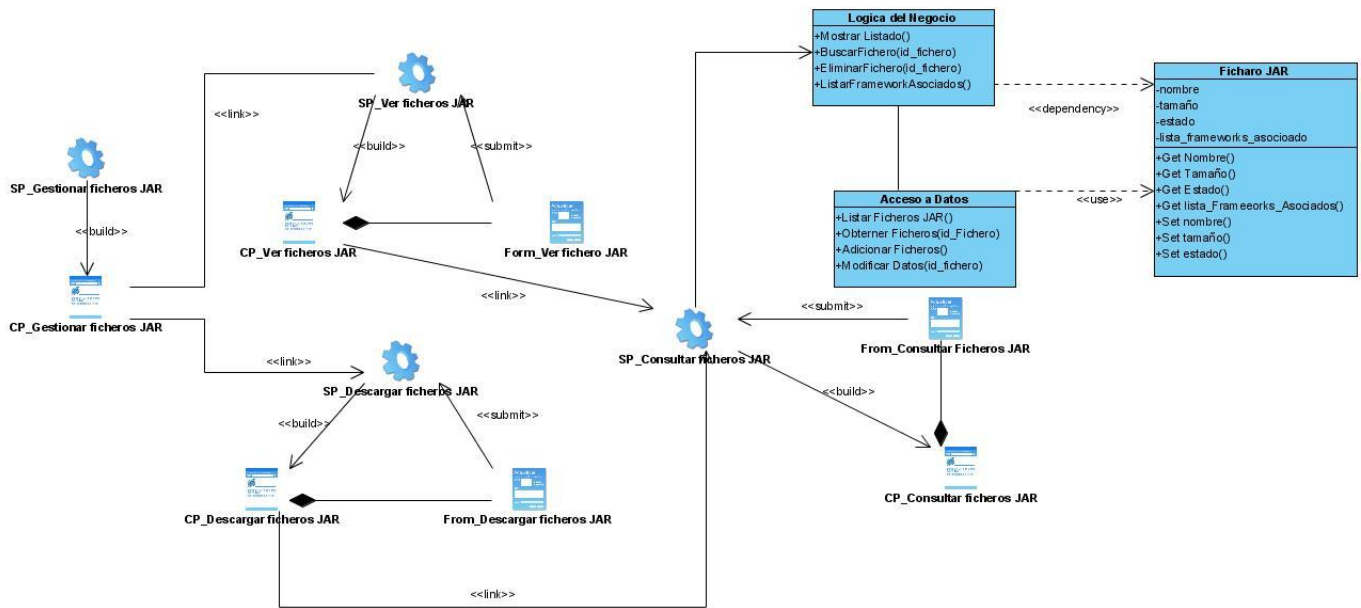 Logica del Negocio
+Mostrar Listado()
+BuscarFichero(id_fichero)
+EliminarFichero(id_fichero)
+ListarFrameworkAsociados()
Ficharo JAR
-nombre
-tamaño
-estado
-lista_frameworks_asocioado
+Get Nombre()
+Get Tamaño()
+Get Estado()
+Get lista_Frameeorks_Asociados()
+Set nombre()
+Set tamaño()
+Set estado()
<<dependency>>
<<use>>
Acceso a Datos
+Listar Ficheros JAR()
+Obterner Ficheros(id_Fichero)
+Adicionar Ficheros()
+Modificar Datos(id_fichero)
SP_Ver ficheros JAR
<<link>>
<<build>>
<<submit>>
SP_Gestionar ficheros JAR
<<build>>
CP_Ver ficheros JAR
Form_Ver fichero JAR
<<link>>
CP_Gestionar ficheros JAR
<<link>>
SP_Consultar ficheros JAR
<<submit>>
From_Consultar Ficheros JAR
SP_Descargar ficheros JAR
<<build>>
<<submit>>
<<build>>
CP_Descargar ficheros JAR
From_Descargar ficheros JAR
CP_Consultar ficheros JAR
<<link>>